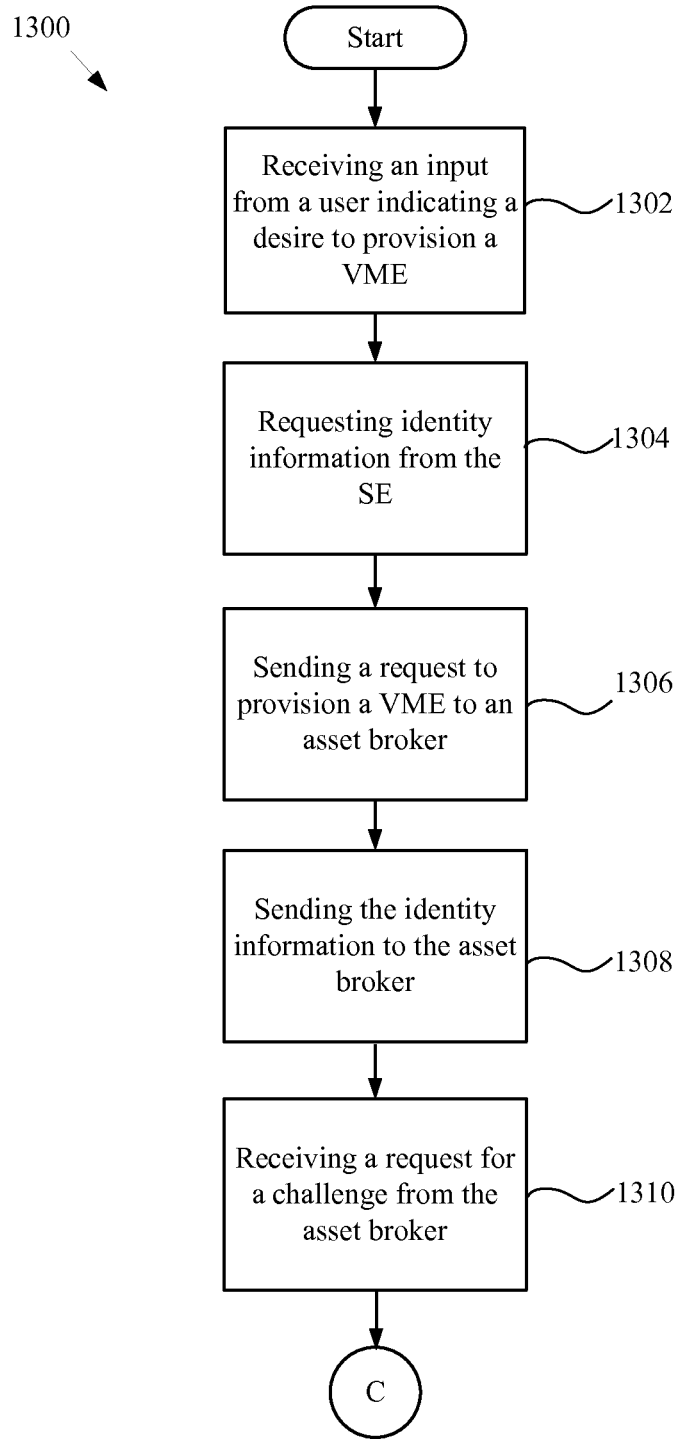 1300
Start
Receiving an input
from a user indicating a
desire to provision a
VME
1302
Requesting identity
information from the
SE
1304
Sending a request to
provision a VME to an
asset broker
1306
Sending the identity
information to the asset
broker
1308
Receiving a request for
a challenge from the
asset broker
1310
C